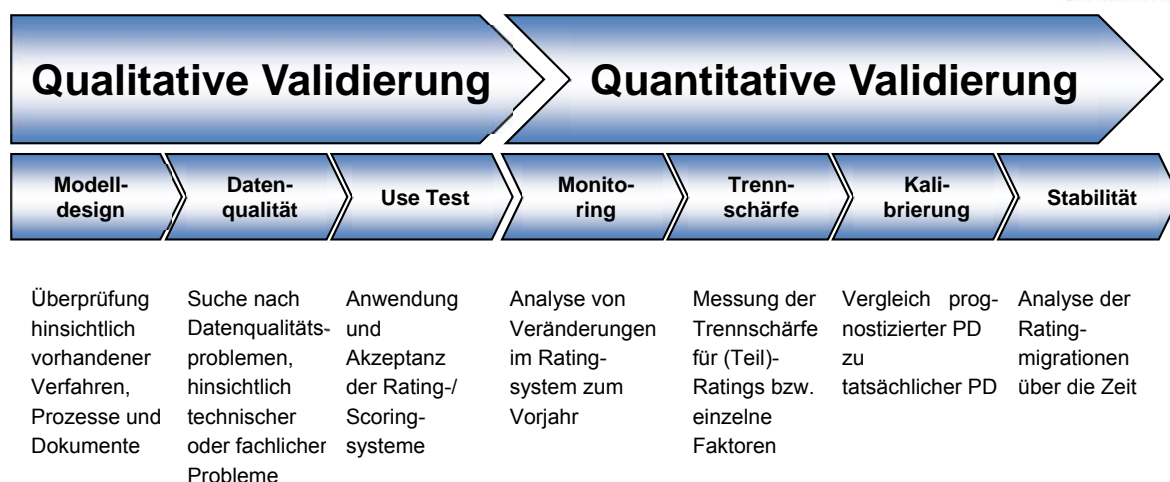 Qualitative Validierung
Quantitative Validierung
Modell-
design
Daten-
qualität
Use Test
Monito-
ring
Trenn-
schärfe
Kali-
brierung
Stabilität
Überprüfung
hinsichtlich
vorhandener
Verfahren,
Prozesse und
Dokumente
Suche nach
Datenqualitäts-
problemen,
hinsichtlich
technischer
oder fachlicher
Probleme
Anwendung
und
Akzeptanz
der Rating-/
Scoring-
systeme
Analyse von
Veränderungen
im Rating-
system zum
Vorjahr
Messung der
Trennschärfe
für (Teil)-
Ratings bzw.
einzelne
Faktoren
Vergleich prog-
nostizierter PD
zu
tatsächlicher PD
Analyse der
Rating-
migrationen
über die Zeit